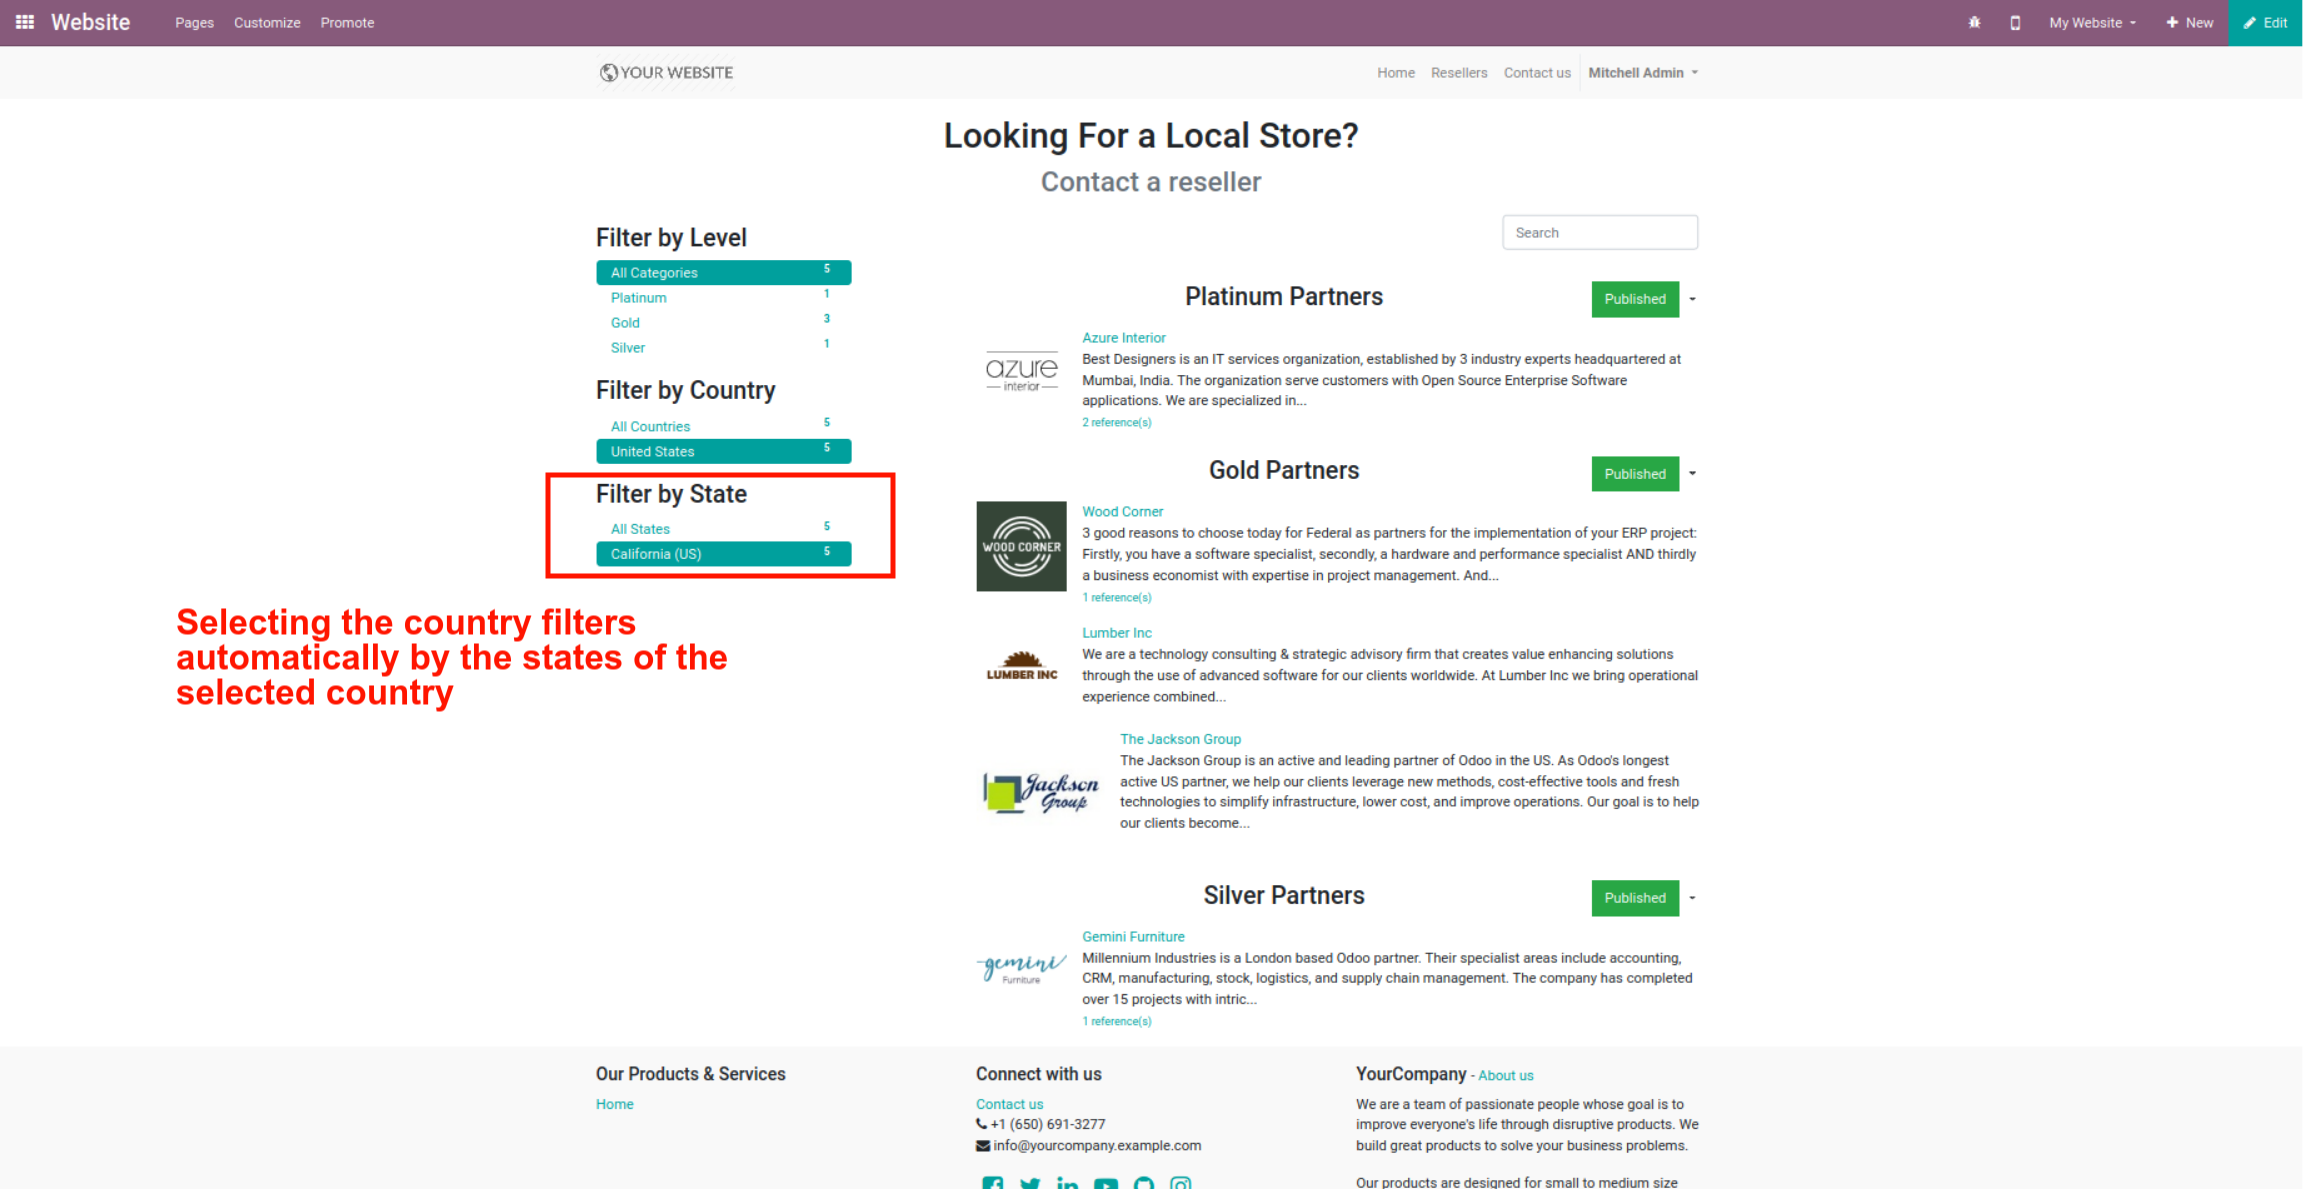 Website
Pages Customize Promote
My Website
New
Edit
YOUR WEBSITE
Home Resellers Contact us Mitchell Admin
Looking For a Local Store?
Contact a reseller
Search
Filter by Level
All Categories 5
Platinum 1
Gold 3
Silver 1
Filter by Country
All Countries 5
United States 5
Filter by State
All States 5
California (US) 5
Selecting the country filters
automatically by the states of the
selected country
Platinum Partners
Published
azure
interior
Azure Interior
Best Designers is an IT services organization, established by 3 industry experts headquartered at
Mumbai, India. The organization serve customers with Open Source Enterprise Software
applications. We are specialized in...
2 reference(s)
Gold Partners
Published
WOOD CORNER
Wood Corner
3 good reasons to choose today for Federal as partners for the implementation of your ERP project:
Firstly, you have a software specialist, secondly, a hardware and performance specialist AND thirdly
a business economist with expertise in project management. And...
1 reference(s)
LUMBER INC
Lumber Inc
We are a technology consulting & strategic advisory firm that creates value enhancing solutions
through the use of advanced software for our clients worldwide. At Lumber Inc we bring operational
experience combined...
Jackson
Group
The Jackson Group
The Jackson Group is an active and leading partner of Odoo in the US. As Odoo's longest
active US partner, we help our clients leverage new methods, cost-effective tools and fresh
technologies to simplify infrastructure, lower cost, and improve operations. Our goal is to help
our clients become...
Silver Partners
Published
gemini
Furniture
Gemini Furniture
Millennium Industries is a London based Odoo partner. Their specialist areas include accounting,
CRM, manufacturing, stock, logistics, and supply chain management. The company has completed
over 15 projects with intric...
1 reference(s)
Our Products & Services
Home
Connect with us
Contact us
+1 (650) 691-3277
info@yourcompany.example.com
YourCompany - About us
We are a team of passionate people whose goal is to
improve everyone's life through disruptive products. We
build great products to solve your business problems.
Our products are designed for small to medium size